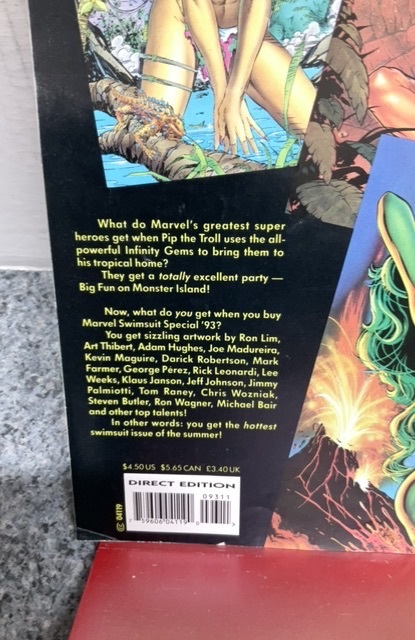 What do Marvel's greatest super
heroes get when Pip the Troll uses the all-
powerful Infinity Gems to bring them to
his tropical home?
They get a totally excellent party —
Big Fun on Monster Island!
Now, what do you get when you buy
Marvel Swimsuit Special '93?
You get sizzling artwork by Ron Lim,
Art Thibert, Adam Hughes, Joe Madureira,
Kevin Maguire, Darick Robertson, Mark
Farmer, George Pérez, Rick Leonardi, Lee
Weeks, Klaus Janson, Jeff Johnson, Jimmy
Palmiotti, Tom Raney, Chris Wozniak,
Steven Butler, Ron Wagner, Michael Bair
and other top talents!
In other words: you get the hottest
swimsuit issue of the summer!
$4.50 US $5.65 CAN £3.40 UK
DIRECT EDITION
09311
04119
7 59606 04119 8